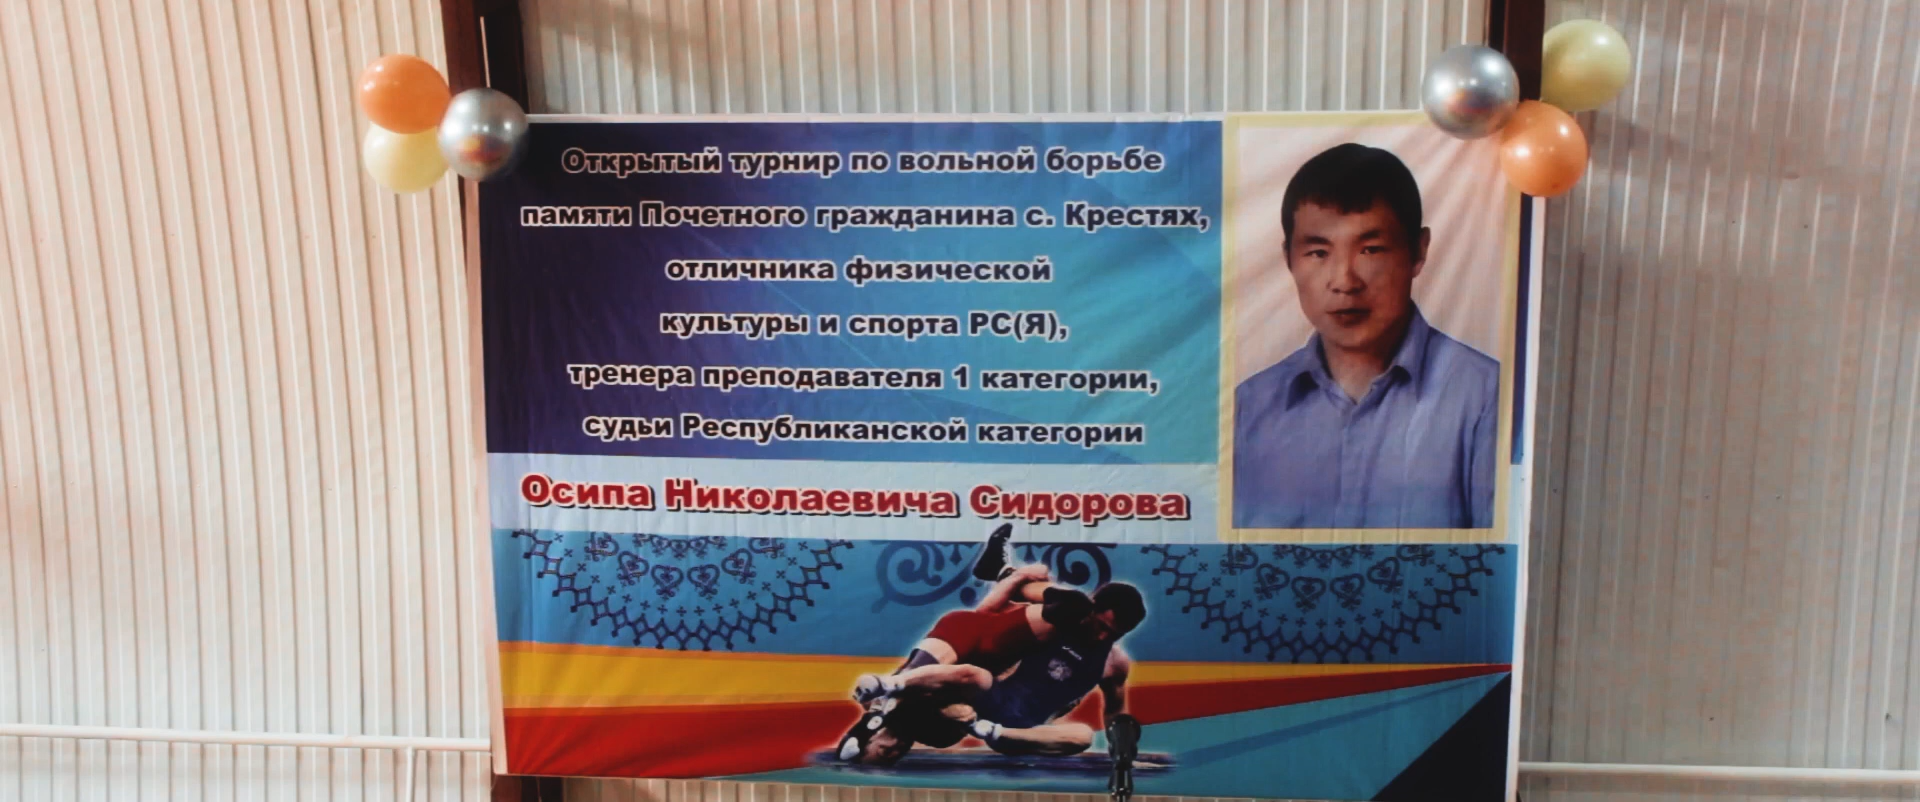 Открытый турнир по вольной борьбе
памяти Почетного гражданина с. Крестях,
отличника физической
культуры и спорта РС(Я),
тренера преподавателя 1 категории,
судьи Республиканской категории
Осипа Николаевича Сидорова